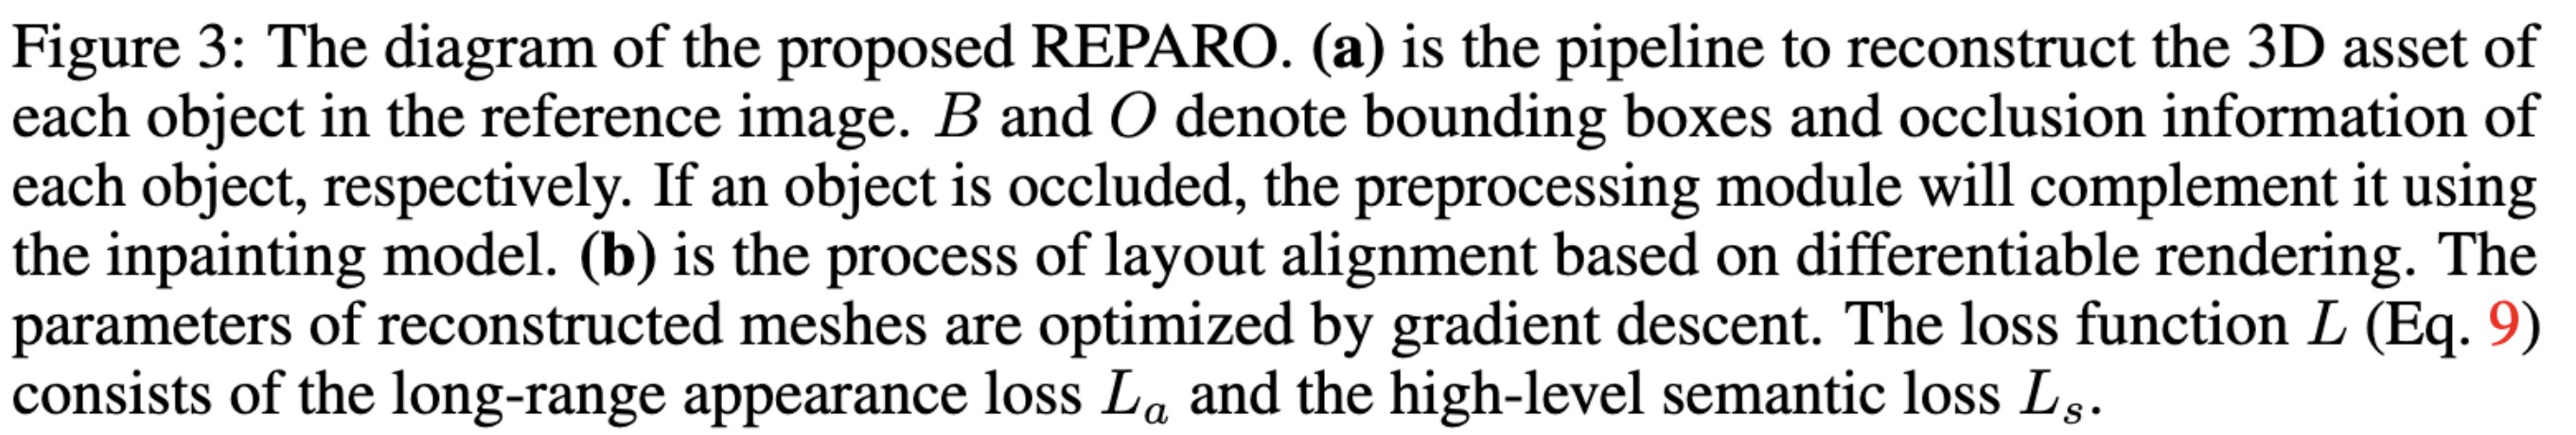 Figure 3: The diagram of the proposed REPARO. (a) is the pipeline to reconstruct the 3D asset of
each object in the reference image. B and O denote bounding boxes and occlusion information of
each object, respectively. If an object is occluded, the preprocessing module will complement it using
the inpainting model. (b) is the process of layout alignment based on differentiable rendering. The
parameters of reconstructed meshes are optimized by gradient descent. The loss function L (Eq. 9)
consists of the long-range appearance loss L_a and the high-level semantic loss L_s.